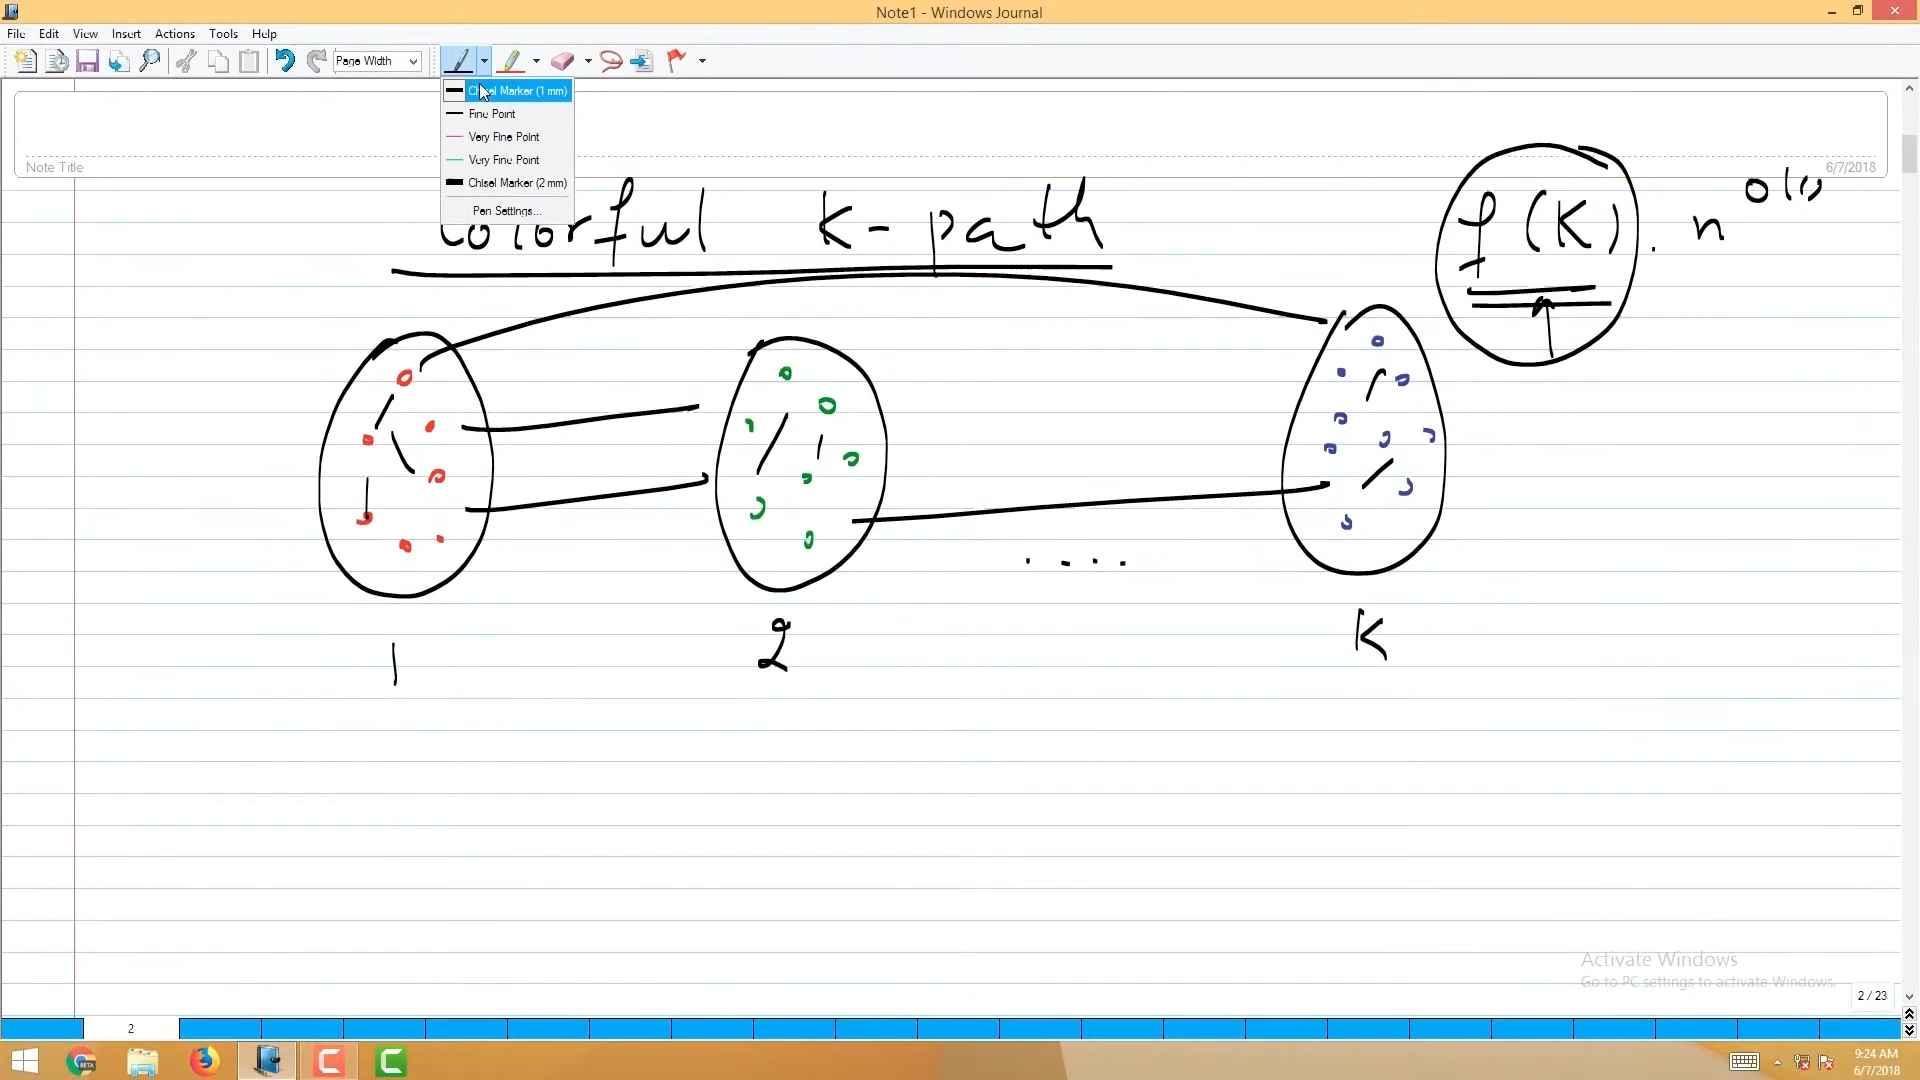 Note1 - Windows Journal
File Edit View Insert Actions Tools Help
Page Width
Chisel Marker (1 mm)
Fine Point
Very Fine Point
Very Fine Point
Chisel Marker (2 mm)
Pen Settings...
Note Title
6/7/2018
Colorful k-path
f(k).n^O(1)
....
1
2
k
Activate Windows
Go to PC settings to activate Windows.
2 / 23
2
BETA
9:24 AM
6/7/2018